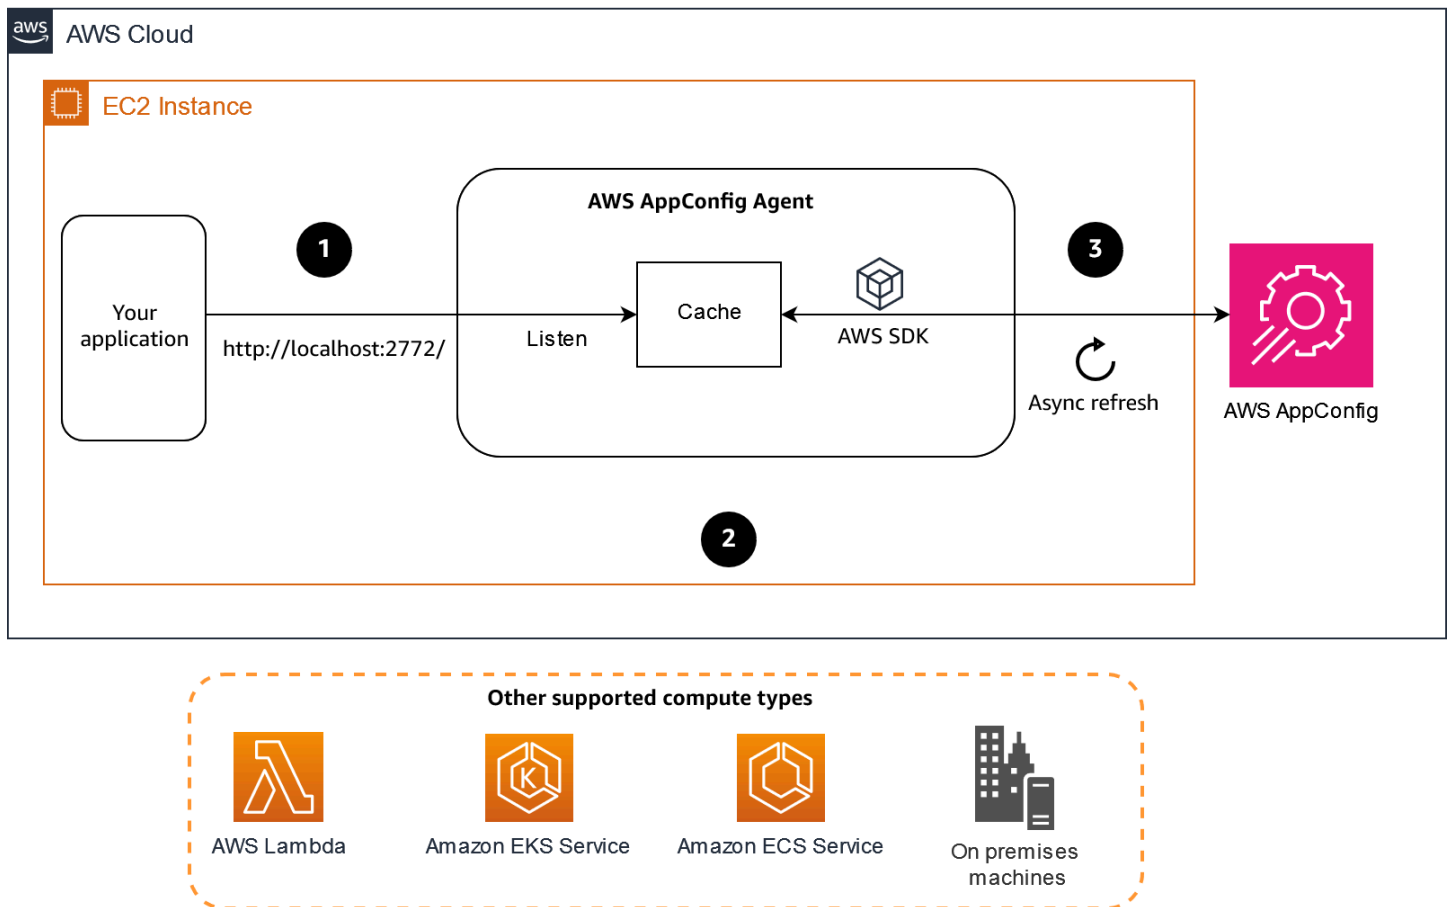 aws
AWS Cloud
EC2 Instance
AWS AppConfig Agent
1
3
Your
application
http://localhost:2772/
Listen
Cache
AWS SDK
Async refresh
AWS AppConfig
2
Other supported compute types
K
AWS Lambda
Amazon EKS Service
Amazon ECS Service
On premises
machines